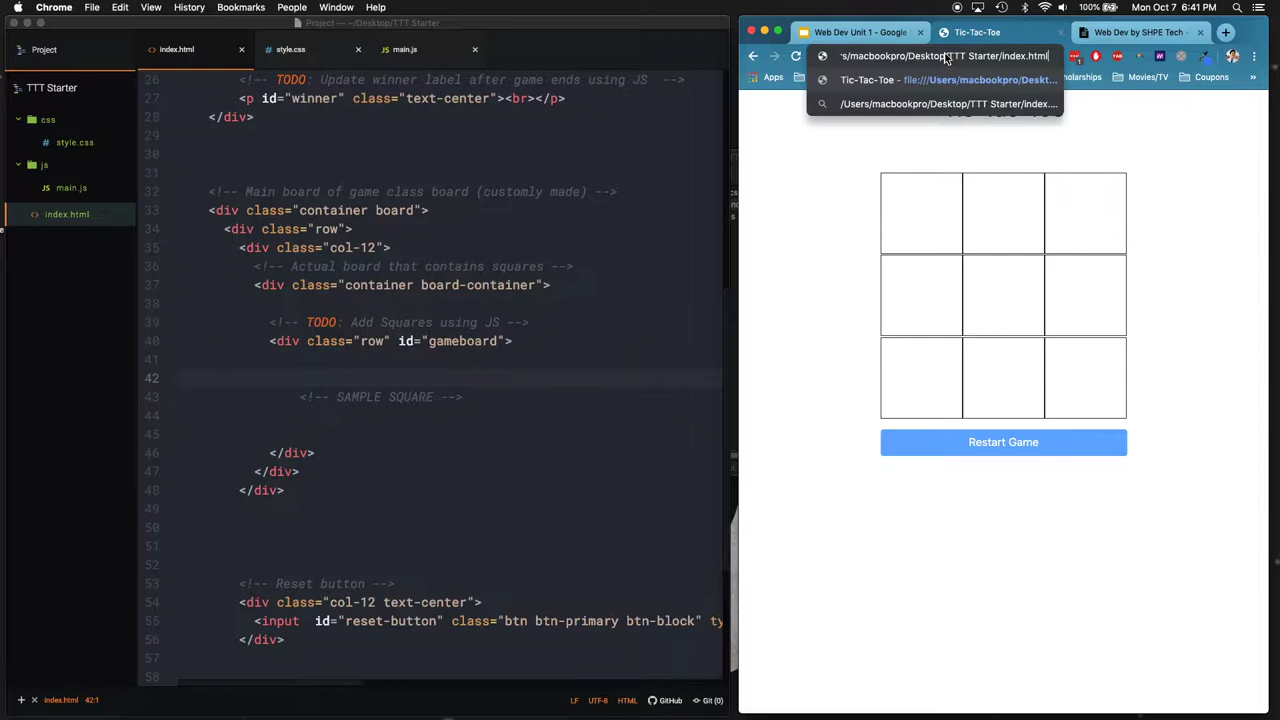 Chrome File Edit View History Bookmarks People Window Help 100% Mon Oct 7 6:41 PM
Project — ~/Desktop/TTT Starter
Project
index.html
style.css
main.js
TTT Starter
css
style.css
js
main.js
index.html
26 <!-- TODO: Update winner label after game ends using JS -->
27 <p id="winner" class="text-center"><br></p>
28 </div>
29
30
31
32 <!-- Main board of game class board (customly made) -->
33 <div class="container board">
34 <div class="row">
35 <div class="col-12">
36 <!-- Actual board that contains squares -->
37 <div class="container board-container">
38
39 <!-- TODO: Add Squares using JS -->
40 <div class="row" id="gameboard">
41
42
43 <!-- SAMPLE SQUARE -->
44
45
46 </div>
47 </div>
48 </div>
49
50
51
52
53 <!-- Reset button -->
54 <div class="col-12 text-center">
55 <input id="reset-button" class="btn btn-primary btn-block" ty
56 </div>
57
58
index.html 42:1 LF UTF-8 HTML GitHub Git (0)
Web Dev Unit 1 - Google
Tic-Tac-Toe
Web Dev by SHPE Tech -
rs/macbookpro/Desktop/TTT Starter/index.html
Tic-Tac-Toe - file:///Users/macbookpro/Deskt...
/Users/macbookpro/Desktop/TTT Starter/index....
Apps
olarships
Movies/TV
Coupons
Restart Game